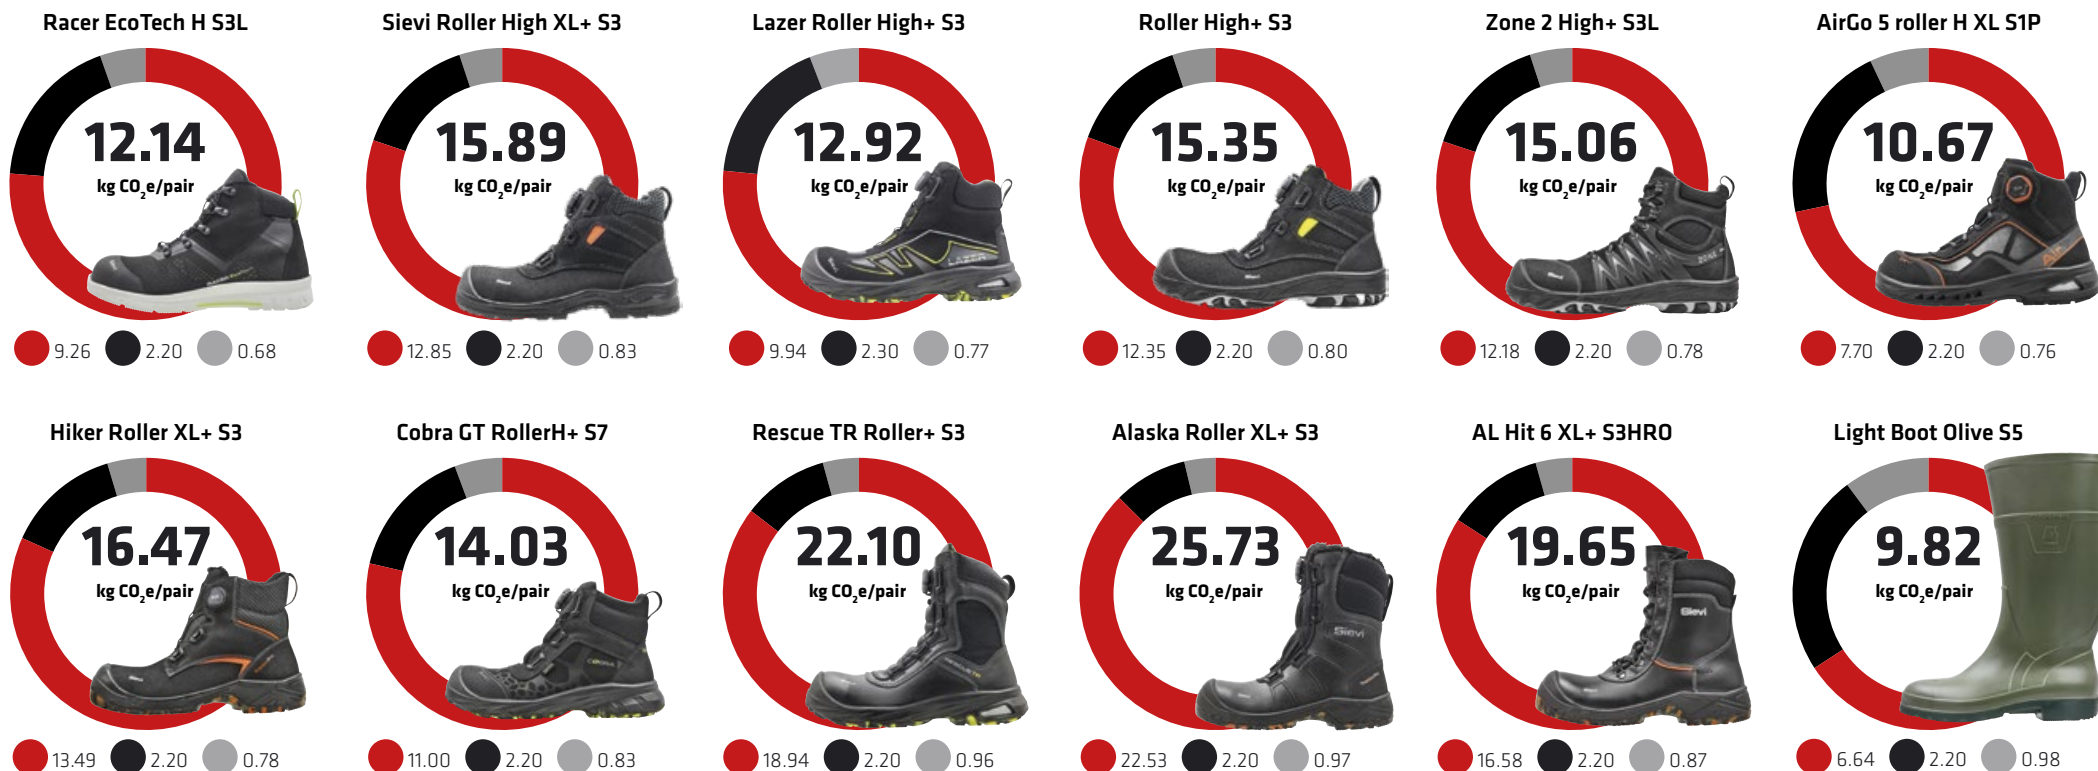 Racer EcoTech H S3L
12.14
kg CO₂e/pair
9.26 2.20 0.68
Sievi Roller High XL+ S3
15.89
kg CO₂e/pair
12.85 2.20 0.83
Lazer Roller High+ S3
12.92
kg CO₂e/pair
LAZER
9.94 2.30 0.77
Roller High+ S3
15.35
kg CO₂e/pair
12.35 2.20 0.80
Zone 2 High+ S3L
15.06
kg CO₂e/pair
12.18 2.20 0.78
AirGo 5 roller H XL S1P
10.67
kg CO₂e/pair
7.70 2.20 0.76
Hiker Roller XL+ S3
16.47
kg CO₂e/pair
13.49 2.20 0.78
Cobra GT RollerH+ S7
14.03
kg CO₂e/pair
11.00 2.20 0.83
Rescue TR Roller+ S3
22.10
kg CO₂e/pair
18.94 2.20 0.96
Alaska Roller XL+ S3
25.73
kg CO₂e/pair
Sievi
22.53 2.20 0.97
AL Hit 6 XL+ S3HRO
19.65
kg CO₂e/pair
Sievi
16.58 2.20 0.87
Light Boot Olive S5
9.82
kg CO₂e/pair
6.64 2.20 0.98